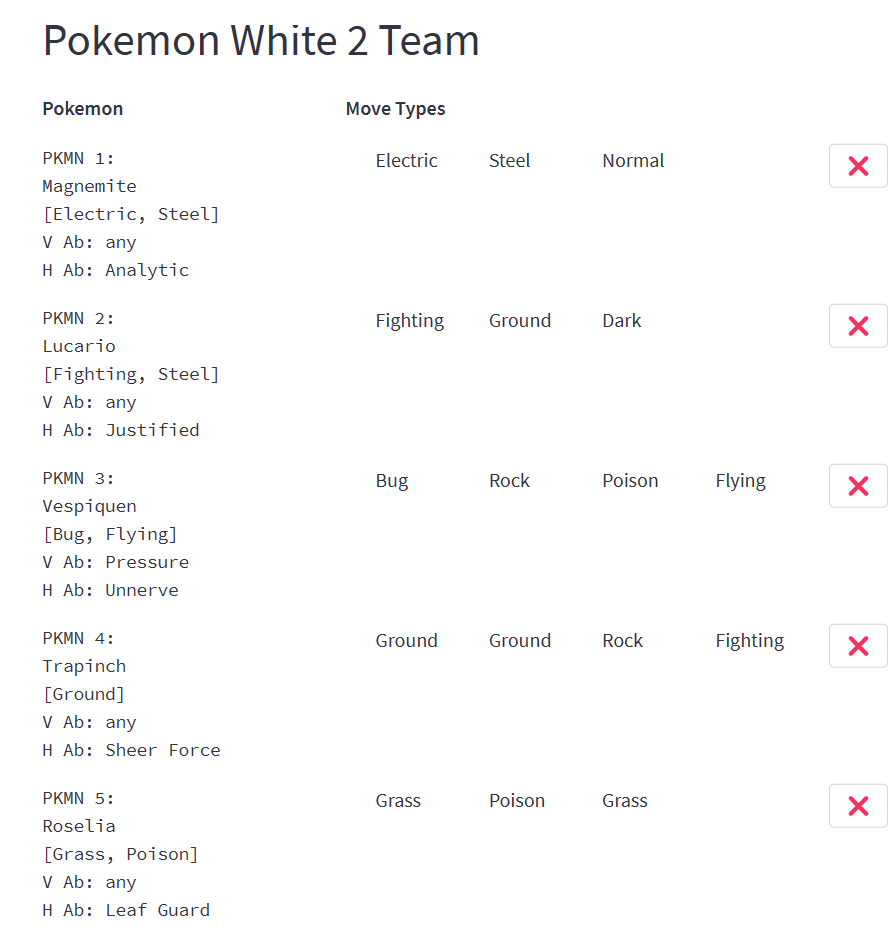 Pokemon White 2 Team
Pokemon Move Types
PKMN 1: Electric Steel Normal
Magnemite
[Electric, Steel]
V Ab: any
H Ab: Analytic
PKMN 2: Fighting Ground Dark
Lucario
[Fighting, Steel]
V Ab: any
H Ab: Justified
PKMN 3: Bug Rock Poison Flying
Vespiquen
[Bug, Flying]
V Ab: Pressure
H Ab: Unnerve
PKMN 4: Ground Ground Rock Fighting
Trapinch
[Ground]
V Ab: any
H Ab: Sheer Force
PKMN 5: Grass Poison Grass
Roselia
[Grass, Poison]
V Ab: any
H Ab: Leaf Guard